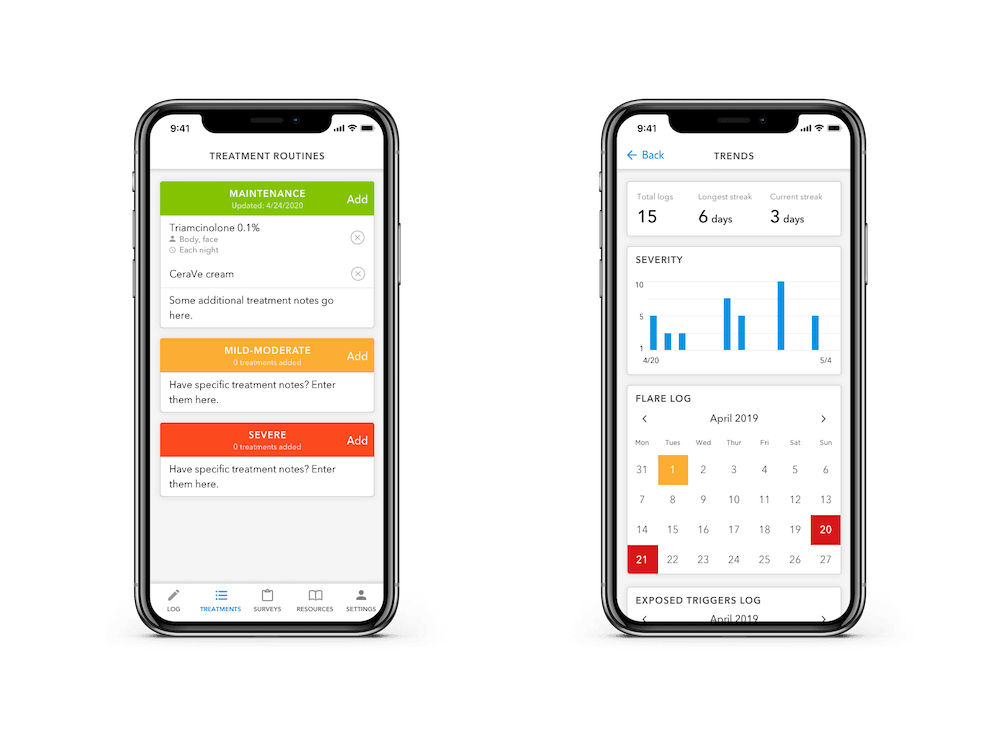 9:41
TREATMENT ROUTINES
MAINTENANCE
Updated: 4/24/2020
Add
Triamcinolone 0.1%
Body, face
Each night
CeraVe cream
Some additional treatment notes go
here.
MILD-MODERATE
0 treatments added
Add
Have specific treatment notes? Enter
them here.
SEVERE
0 treatments added
Add
Have specific treatment notes? Enter
them here.
LOG TREATMENTS SURVEYS RESOURCES SETTINGS
9:41
Back TRENDS
Total logs Longest streak Current streak
15 6 days 3 days
SEVERITY
10
5
1
4/20 5/4
FLARE LOG
April 2019
Mon Tues Wed Thur Fri Sat Sun
31 1 2 3 4 5 6
7 8 9 10 11 12 13
14 15 16 17 18 19 20
21 22 23 24 25 26 27
EXPOSED TRIGGERS LOG
April 2019